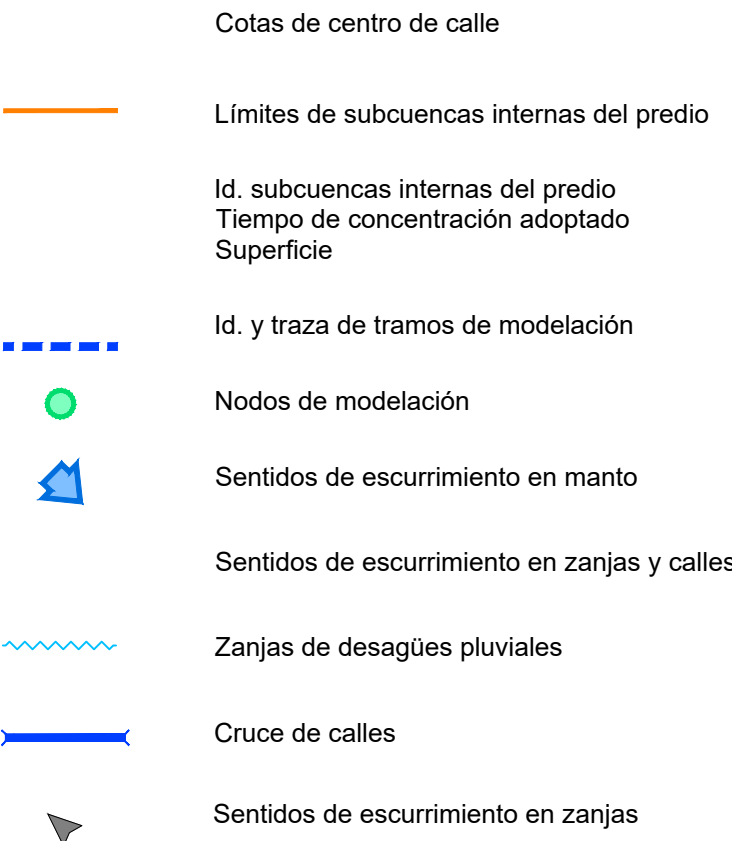 Cotas de centro de calle
Límites de subcuencas internas del predio
Id. subcuencas internas del predio
Tiempo de concentración adoptado
Superficie
Id. y traza de tramos de modelación
Nodos de modelación
Sentidos de escurrimiento en manto
Sentidos de escurrimiento en zanjas y calles
Zanjas de desagües pluviales
Cruce de calles
Sentidos de escurrimiento en zanjas